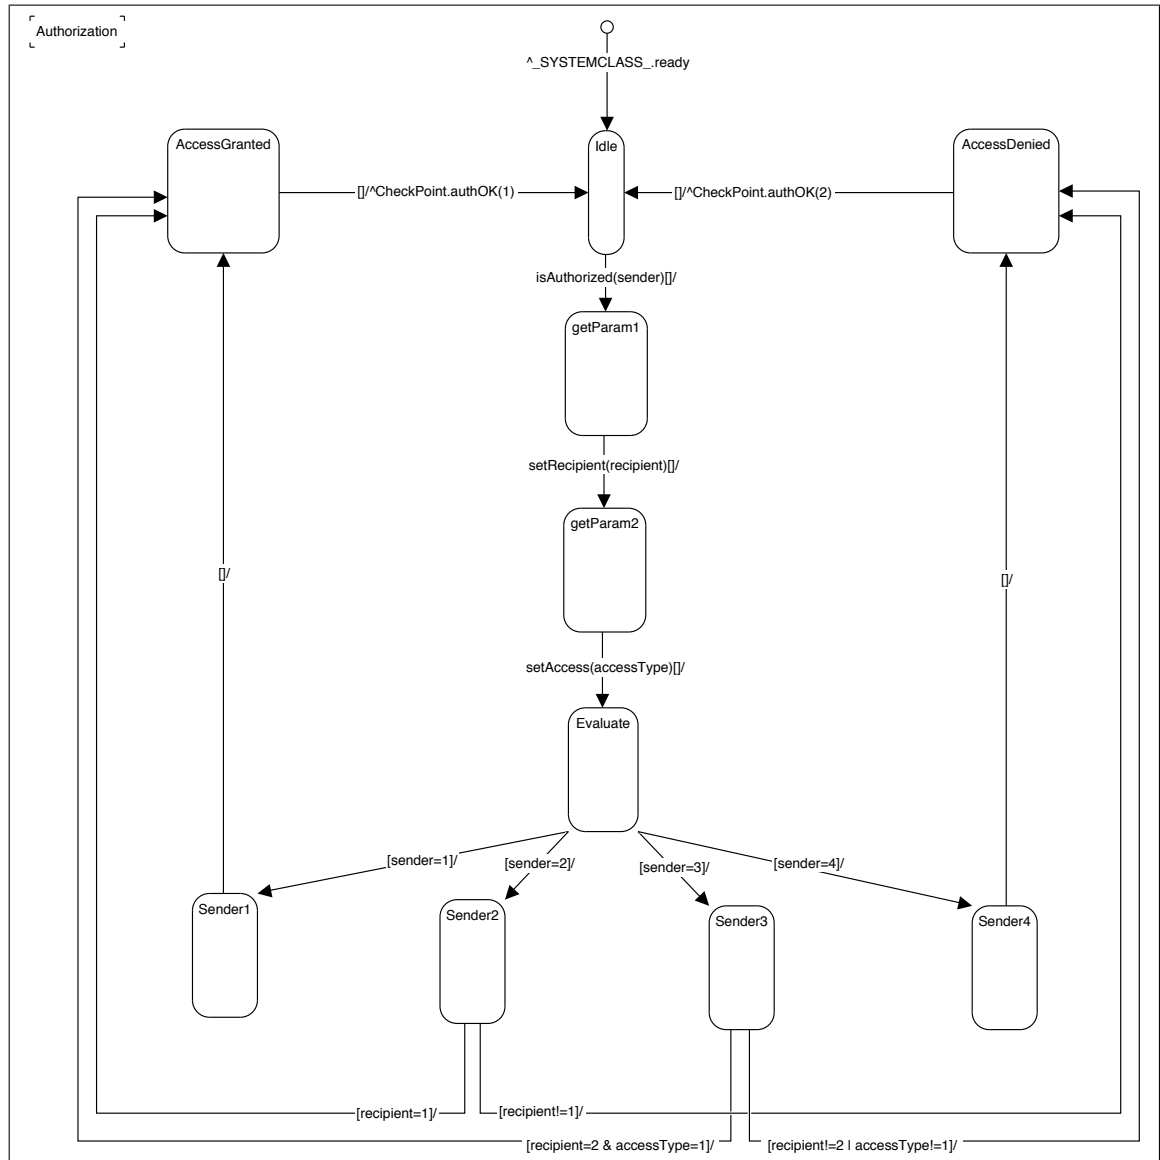 Authorization
^_SYSTEMCLASS_.ready
AccessGranted
Idle
AccessDenied
[]/^CheckPoint.authOK(1)
[]/^CheckPoint.authOK(2)
isAuthorized(sender)[]/
getParam1
setRecipient(recipient)[]/
getParam2
[]/
[]/
setAccess(accessType)[]/
Evaluate
[sender=1]/
[sender=2]/
[sender=3]/
[sender=4]/
Sender1
Sender2
Sender3
Sender4
[recipient=1]/
[recipient!=1]/
[recipient=2 & accessType=1]/
[recipient!=2 | accessType!=1]/